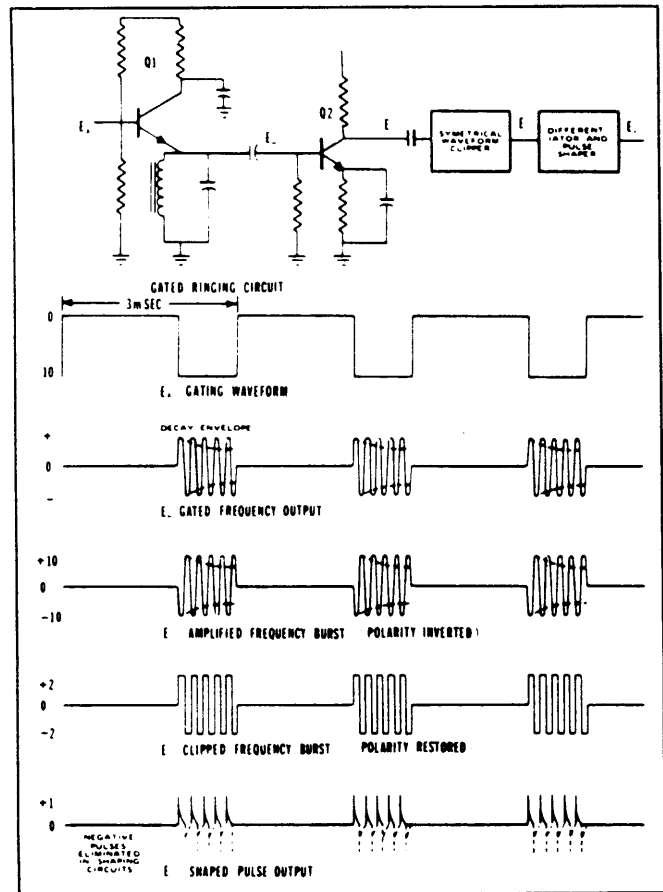 Q1
E
Q2
E
E
E
E
SYMETRICAL
WAVEFORM
CLIPPER
DIFFERENT
IATOR AND
PULSE
SHAPER
GATED RINGING CIRCUIT
3mSEC
0
10
E GATING WAVEFORM
DECAY ENVELOPE
+
0
-
E GATED FREQUENCY OUTPUT
+10
0
-10
E AMPLIFIED FREQUENCY BURST POLARITY INVERTED)
+2
0
-2
E CLIPPED FREQUENCY BURST POLARITY RESTORED
+1
0
NEGATIVE
PULSES
ELIMINATED
IN SHAPING
CIRCUITS
E SHAPED PULSE OUTPUT